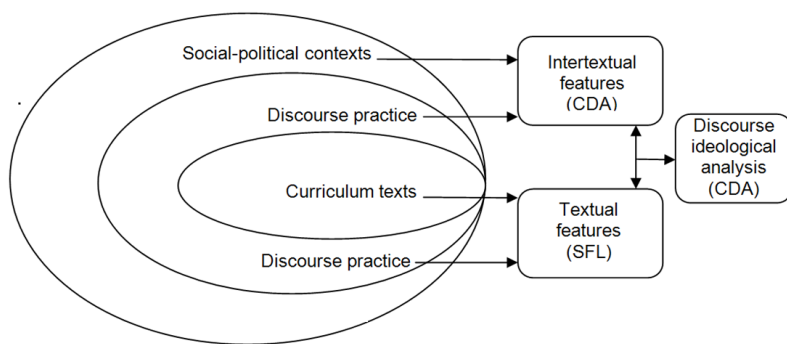 Social-political contexts
Discourse practice
Curriculum texts
Discourse practice
Intertextual
features
(CDA)
Textual
features
(SFL)
Discourse
ideological
analysis
(CDA)